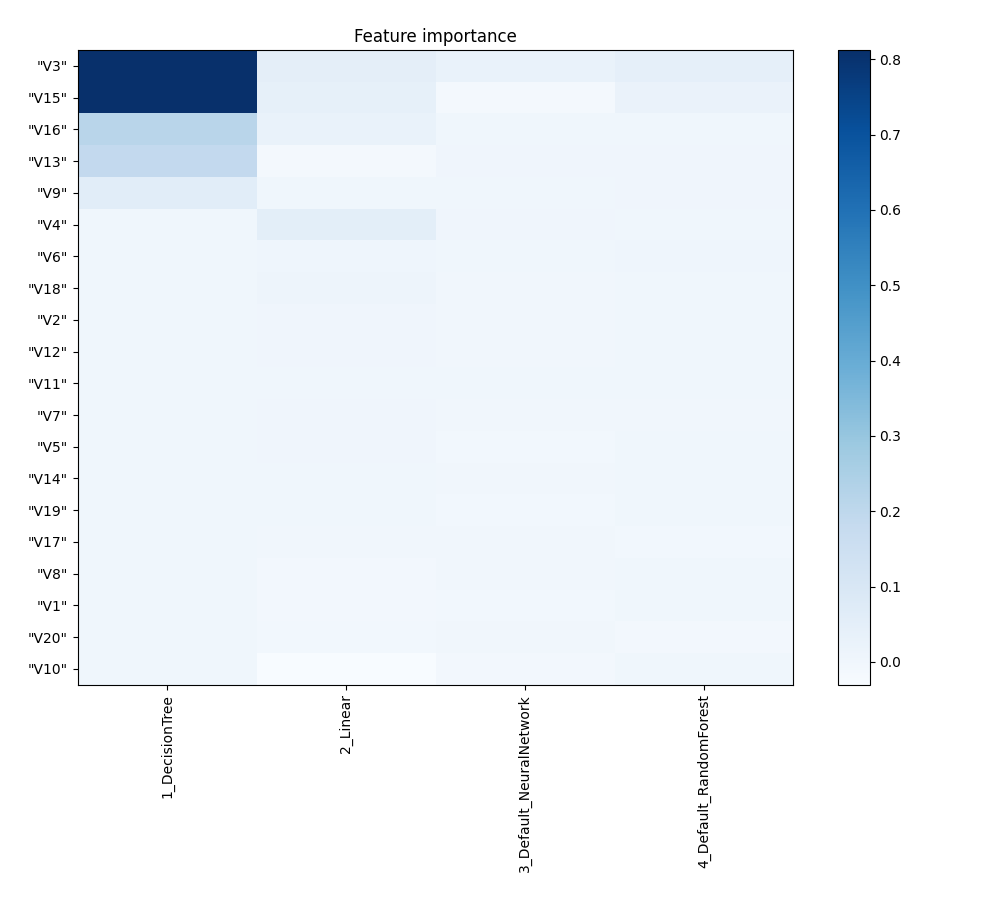 Feature importance
"V3"
"V15"
"V16"
"V13"
"V9"
"V4"
"V6"
"V18"
"V2"
"V12"
"V11"
"V7"
"V5"
"V14"
"V19"
"V17"
"V8"
"V1"
"V20"
"V10"
1_DecisionTree
2_Linear
3_Default_NeuralNetwork
4_Default_RandomForest
0.8
0.7
0.6
0.5
0.4
0.3
0.2
0.1
0.0